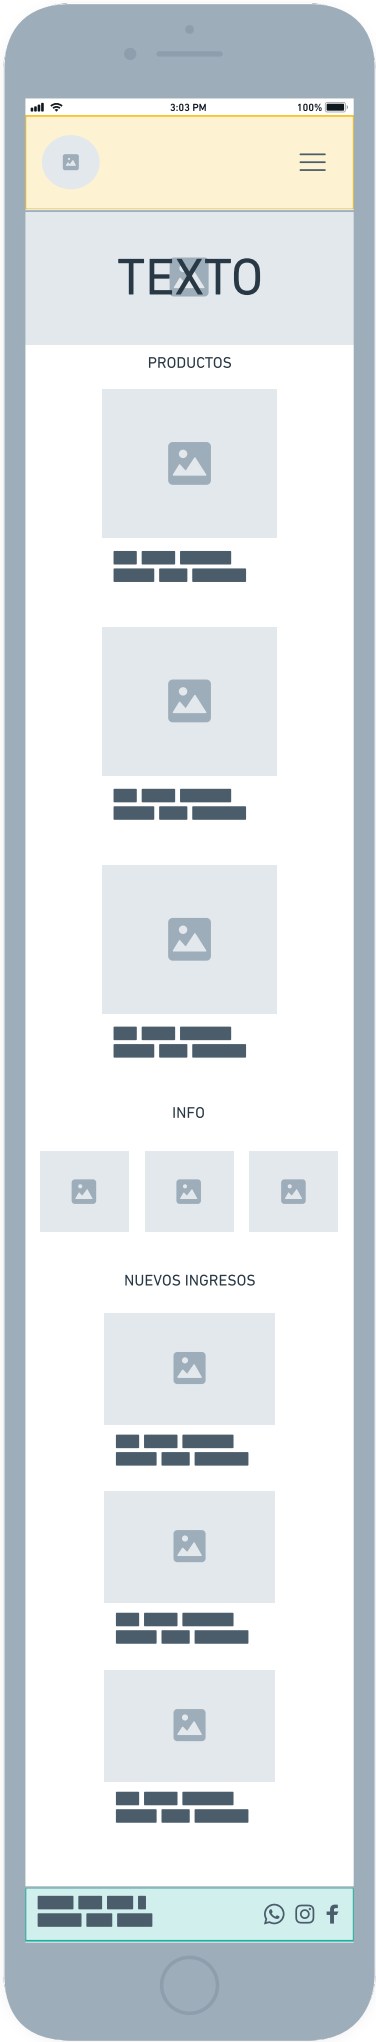 3:03 PM
100%
TEXTO
PRODUCTOS
INFO
NUEVOS INGRESOS